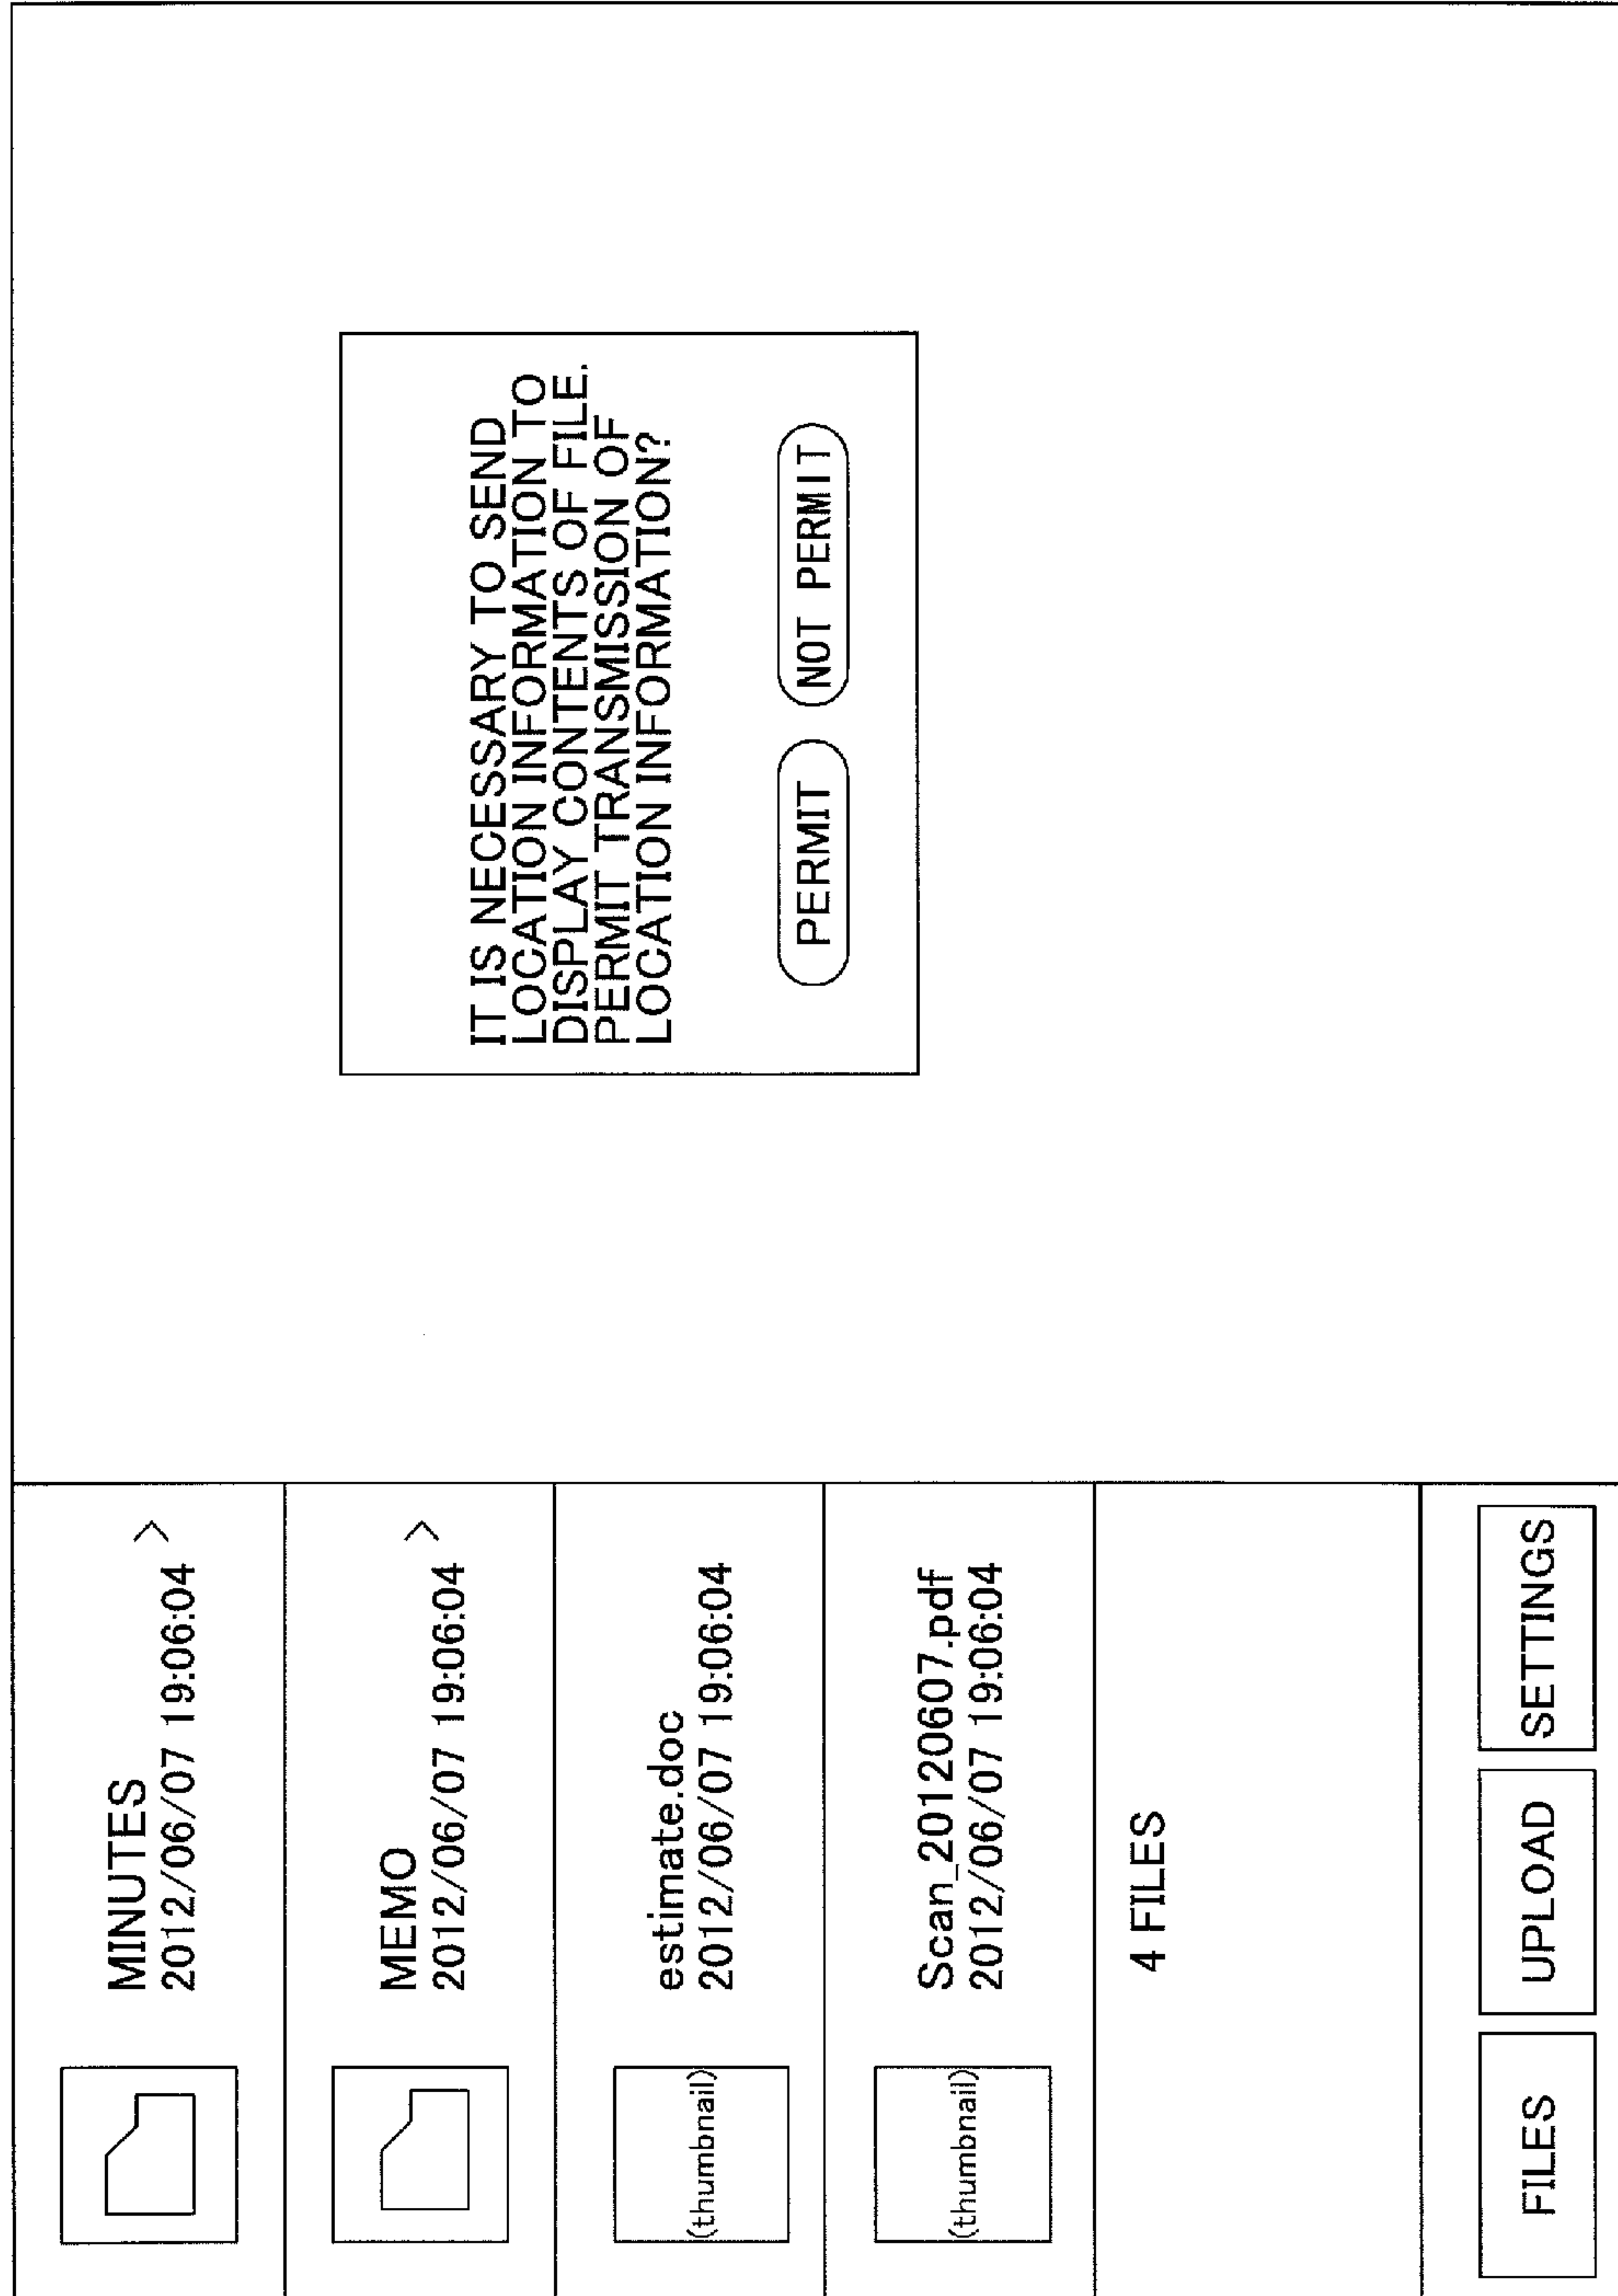 MINUTES
2012/06/07 19:06:04
>
MEMO
2012/06/07 19:06:04
>
(thumbnail)
estimate.doc
2012/06/07 19:06:04
(thumbnail)
Scan_20120607.pdf
2012/06/07 19:06:04
4 FILES
FILES
UPLOAD
SETTINGS
IT IS NECESSARY TO SEND
LOCATION INFORMATION TO
DISPLAY CONTENTS OF FILE.
PERMIT TRANSMISSION OF
LOCATION INFORMATION?
PERMIT
NOT PERMIT